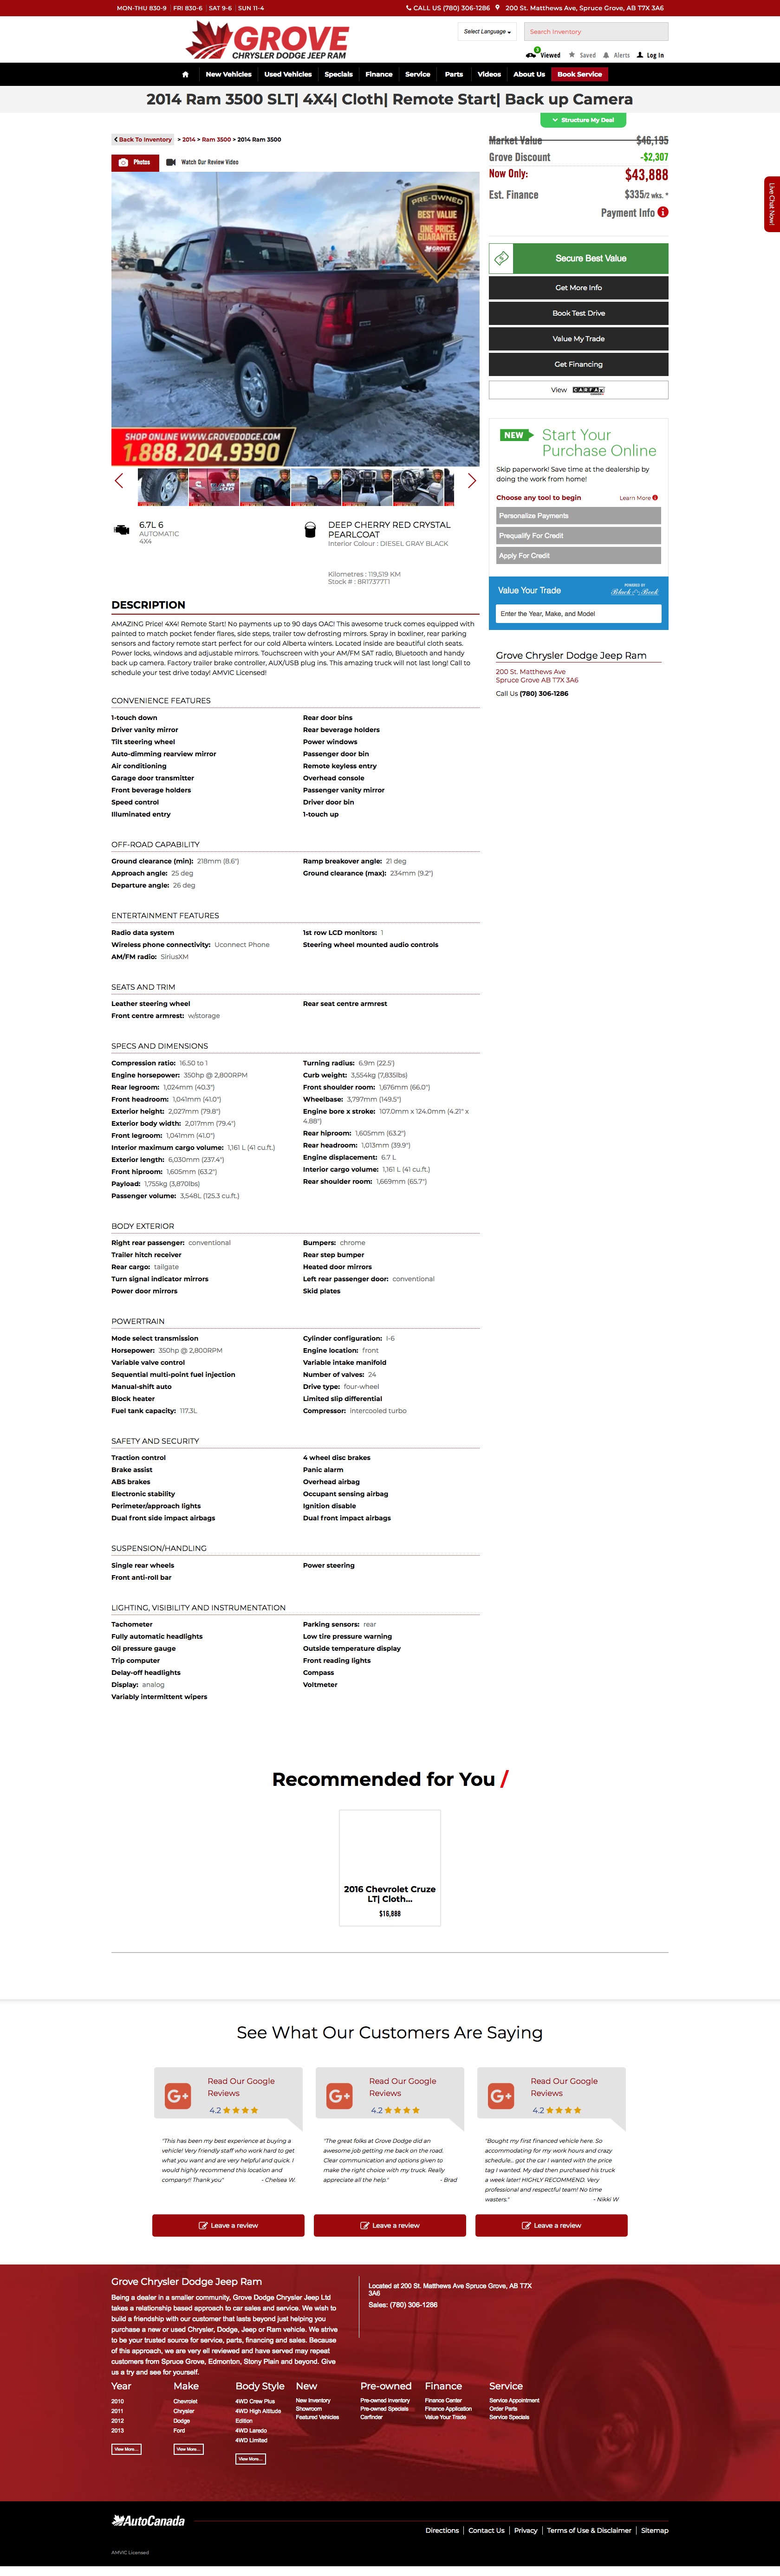 MON-THU 830-9 | FRI 830-6 | SAT 9-6 | SUN 11-4
CALL US (780) 306-1286 200 St. Matthews Ave, Spruce Grove, AB T7X 3A6
GROVE
CHRYSLER DODGE JEEP RAM
Select Language
Search Inventory
3 Viewed Saved Alerts Log In
New Vehicles Used Vehicles Specials Finance Service Parts Videos About Us Book Service
2014 Ram 3500 SLT| 4X4| Cloth| Remote Start| Back up Camera
Structure My Deal
Back To Inventory > 2014 > Ram 3500 > 2014 Ram 3500
Photos Watch Our Review Video
PRE-OWNED
BEST VALUE
ONE PRICE
GUARANTEE
GROVE
SHOP ONLINE WWW.GROVEDODGE.COM
1.888.204.9390
Market Value $46,195
Grove Discount -$2,307
Now Only: $43,888
Est. Finance $335/2 wks. *
Payment Info
Live Chat Now!
Secure Best Value
Get More Info
Book Test Drive
Value My Trade
Get Financing
View CARFAX
NEW Start Your
Purchase Online
Skip paperwork! Save time at the dealership by
doing the work from home!
Choose any tool to begin Learn More
Personalize Payments
Prequalify For Credit
Apply For Credit
Value Your Trade POWERED BY
Black Book
Enter the Year, Make, and Model
Grove Chrysler Dodge Jeep Ram
200 St. Matthews Ave
Spruce Grove AB T7X 3A6
Call Us (780) 306-1286
6.7L 6
AUTOMATIC
4X4
DEEP CHERRY RED CRYSTAL
PEARLCOAT
Interior Colour : DIESEL GRAY BLACK
Kilometres : 119,519 KM
Stock # : 8R17377T1
DESCRIPTION
AMAZING Price! 4X4! Remote Start! No payments up to 90 days OAC! This awesome truck comes equipped with
painted to match pocket fender flares, side steps, trailer tow defrosting mirrors. Spray in boxliner, rear parking
sensors and factory remote start perfect for our cold Alberta winters. Located inside are beautiful cloth seats.
Power locks, windows and adjustable mirrors. Touchscreen with your AM/FM SAT radio, Bluetooth and handy
back up camera. Factory trailer brake controller, AUX/USB plug ins. This amazing truck will not last long! Call to
schedule your test drive today! AMVIC Licensed!
CONVENIENCE FEATURES
1-touch down Rear door bins
Driver vanity mirror Rear beverage holders
Tilt steering wheel Power windows
Auto-dimming rearview mirror Passenger door bin
Air conditioning Remote keyless entry
Garage door transmitter Overhead console
Front beverage holders Passenger vanity mirror
Speed control Driver door bin
Illuminated entry 1-touch up
OFF-ROAD CAPABILITY
Ground clearance (min): 218mm (8.6") Ramp breakover angle: 21 deg
Approach angle: 25 deg Ground clearance (max): 234mm (9.2")
Departure angle: 26 deg
ENTERTAINMENT FEATURES
Radio data system 1st row LCD monitors: 1
Wireless phone connectivity: Uconnect Phone Steering wheel mounted audio controls
AM/FM radio: SiriusXM
SEATS AND TRIM
Leather steering wheel Rear seat centre armrest
Front centre armrest: w/storage
SPECS AND DIMENSIONS
Compression ratio: 16.50 to 1
Engine horsepower: 350hp @ 2,800RPM
Rear legroom: 1,024mm (40.3")
Front headroom: 1,041mm (41.0")
Exterior height: 2,027mm (79.8")
Exterior body width: 2,017mm (79.4")
Front legroom: 1,041mm (41.0")
Interior maximum cargo volume: 1,161 L (41 cu.ft.)
Exterior length: 6,030mm (237.4")
Front hiproom: 1,605mm (63.2")
Payload: 1,755kg (3,870lbs)
Passenger volume: 3,548L (125.3 cu.ft.)
Turning radius: 6.9m (22.5')
Curb weight: 3,554kg (7,835lbs)
Front shoulder room: 1,676mm (66.0")
Wheelbase: 3,797mm (149.5")
Engine bore x stroke: 107.0mm x 124.0mm (4.21" x
4.88")
Rear hiproom: 1,605mm (63.2")
Rear headroom: 1,013mm (39.9")
Engine displacement: 6.7 L
Interior cargo volume: 1,161 L (41 cu.ft.)
Rear shoulder room: 1,669mm (65.7")
BODY EXTERIOR
Right rear passenger: conventional Bumpers: chrome
Trailer hitch receiver Rear step bumper
Rear cargo: tailgate Heated door mirrors
Turn signal indicator mirrors Left rear passenger door: conventional
Power door mirrors Skid plates
POWERTRAIN
Mode select transmission Cylinder configuration: I-6
Horsepower: 350hp @ 2,800RPM Engine location: front
Variable valve control Variable intake manifold
Sequential multi-point fuel injection Number of valves: 24
Manual-shift auto Drive type: four-wheel
Block heater Limited slip differential
Fuel tank capacity: 117.3L Compressor: Intercooled turbo
SAFETY AND SECURITY
Traction control 4 wheel disc brakes
Brake assist Panic alarm
ABS brakes Overhead airbag
Electronic stability Occupant sensing airbag
Perimeter/approach lights Ignition disable
Dual front side impact airbags Dual front impact airbags
SUSPENSION/HANDLING
Single rear wheels Power steering
Front anti-roll bar
LIGHTING, VISIBILITY AND INSTRUMENTATION
Tachometer Parking sensors: rear
Fully automatic headlights Low tire pressure warning
Oil pressure gauge Outside temperature display
Trip computer Front reading lights
Delay-off headlights Compass
Display: analog Voltmeter
Variably intermittent wipers
Recommended for You /
2016 Chevrolet Cruze
LT| Cloth...
$16,888
See What Our Customers Are Saying
G+ Read Our Google
Reviews
4.2
"This has been my best experience at buying a
vehicle! Very friendly staff who work hard to get
what you want and are very helpful and quick. I
would highly recommend this location and
company!! Thank you" - Chelsea W.
Leave a review
G+ Read Our Google
Reviews
4.2
"The great folks at Grove Dodge did an
awesome job getting me back on the road.
Clear communication and options given to
make the right choice with my truck. Really
appreciate all the help." - Brad
Leave a review
G+ Read Our Google
Reviews
4.2
"Bought my first financed vehicle here. So
accommodating for my work hours and crazy
schedule... got the car I wanted with the price
tag I wanted. My dad then purchased his truck
a week later! HIGHLY RECOMMEND. Very
professional and respectful team! No time
wasters." - Nikki W
Leave a review
Grove Chrysler Dodge Jeep Ram
Being a dealer in a smaller community, Grove Dodge Chrysler Jeep Ltd
takes a relationship based approach to car sales and service. We wish to
build a friendship with our customer that lasts beyond just helping you
purchase a new or used Chrysler, Dodge, Jeep or Ram vehicle. We strive
to be your trusted source for service, parts, financing and sales. Because
of this approach, we are very ell reviewed and have served may repeat
customers from Spruce Grove, Edmonton, Stony Plain and beyond. Give
us a try and see for yourself.
Located at 200 St. Matthews Ave Spruce Grove, AB T7X
3A6
Sales: (780) 306-1286
Year
2010
2011
2012
2013
View More...
Make
Chevrolet
Chrysler
Dodge
Ford
View More...
Body Style
4WD Crew Plus
4WD High Altitude
Edition
4WD Laredo
4WD Limited
View More...
New
New Inventory
Showroom
Featured Vehicles
Pre-owned
Pre-owned Inventory
Pre-owned Specials
Carfinder
Finance
Finance Center
Finance Application
Value Your Trade
Service
Service Appointment
Order Parts
Service Specials
AutoCanada
Directions | Contact Us | Privacy | Terms of Use & Disclaimer | Sitemap
AMVIC Licensed